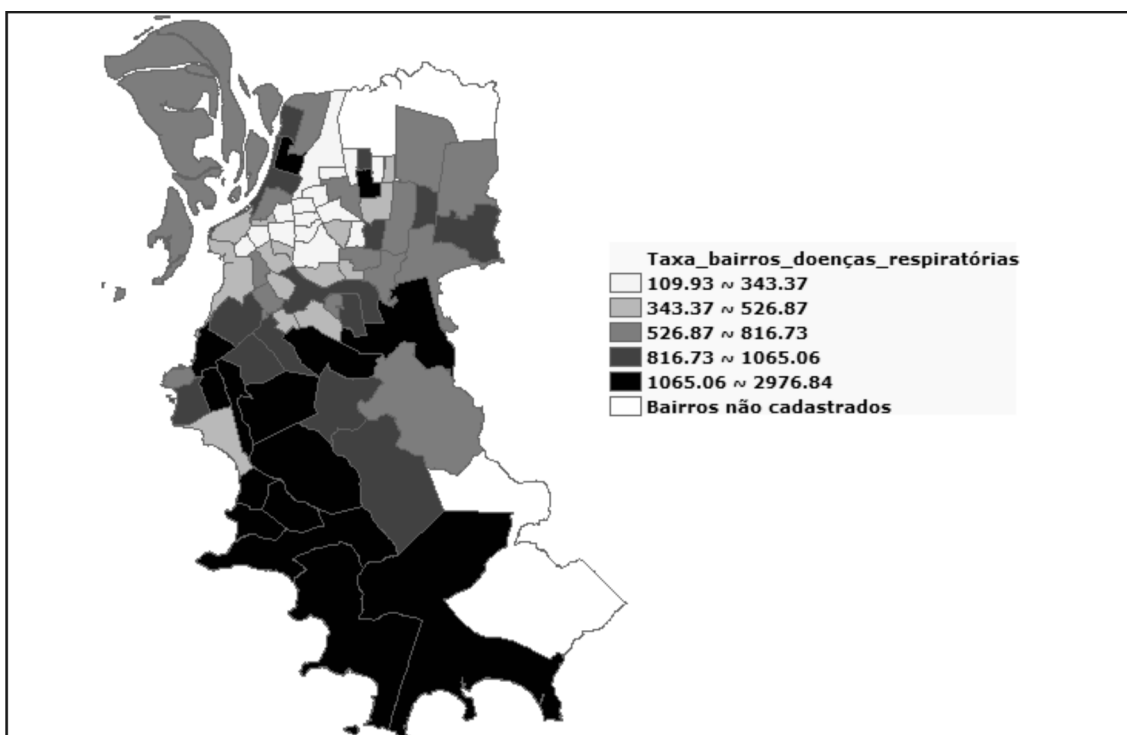 Taxa_bairros_doenças_respiratórias
109.93 ~ 343.37
343.37 ~ 526.87
526.87 ~ 816.73
816.73 ~ 1065.06
1065.06 ~ 2976.84
Bairros não cadastrados